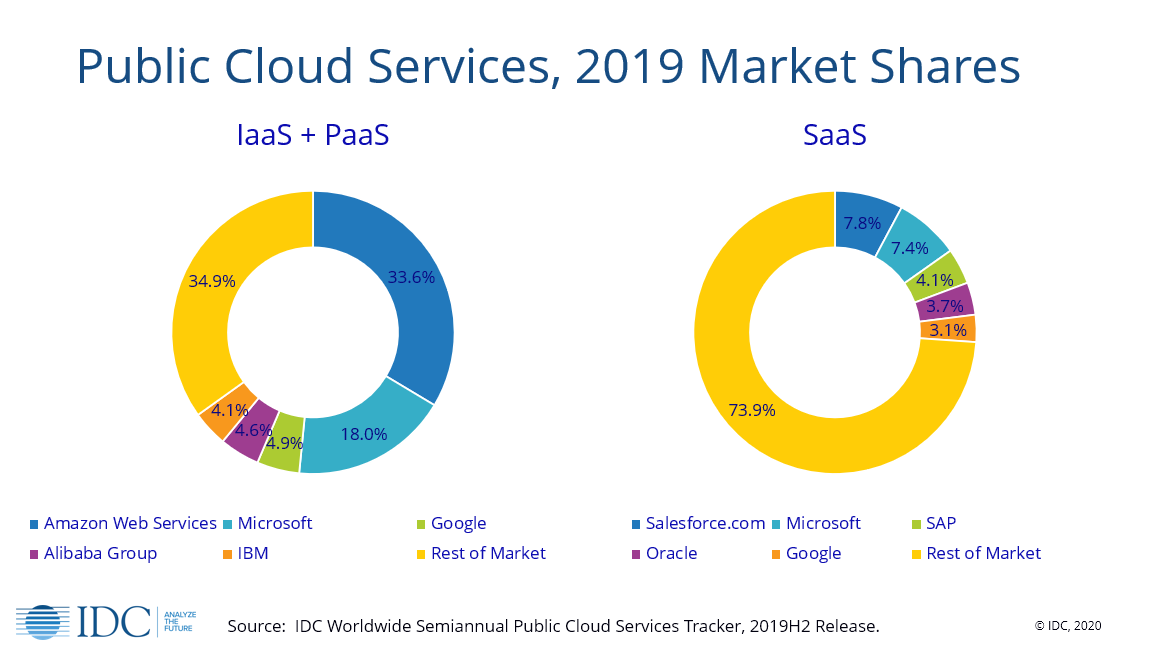 Public Cloud Services, 2019 Market Shares
IaaS + PaaS
33.6%
18.0%
4.9%
4.6%
4.1%
34.9%
Amazon Web Services
Microsoft
Google
Alibaba Group
IBM
Rest of Market
SaaS
7.8%
7.4%
4.1%
3.7%
3.1%
73.9%
Salesforce.com
Microsoft
SAP
Oracle
Google
Rest of Market
IDC
ANALYZE
THE
FUTURE
Source: IDC Worldwide Semiannual Public Cloud Services Tracker, 2019H2 Release.
© IDC, 2020